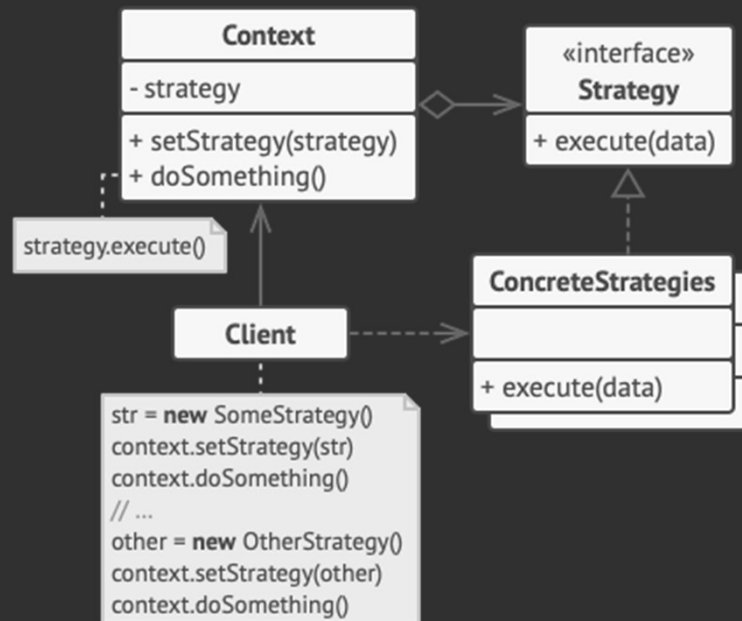 Context
- strategy
+ setStrategy(strategy)
+ doSomething()
strategy.execute()
«interface»
Strategy
+ execute(data)
ConcreteStrategies
+ execute(data)
Client
str = new SomeStrategy()
context.setStrategy(str)
context.doSomething()
// ...
other = new OtherStrategy()
context.setStrategy(other)
context.doSomething()